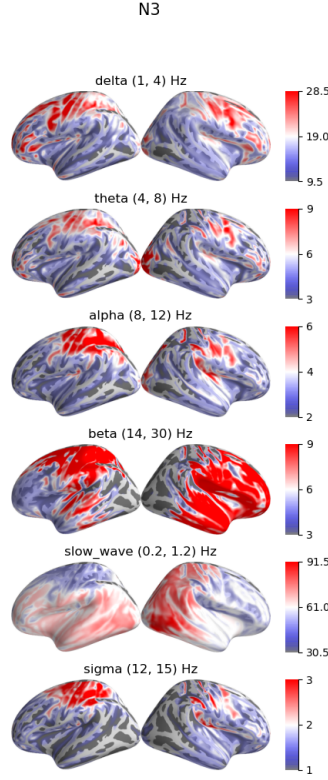 N3
delta (1, 4) Hz
28.5
19.0
9.5
theta (4, 8) Hz
9
6
3
alpha (8, 12) Hz
6
4
2
beta (14, 30) Hz
9
6
3
slow_wave (0.2, 1.2) Hz
91.5
61.0
30.5
sigma (12, 15) Hz
3
2
1